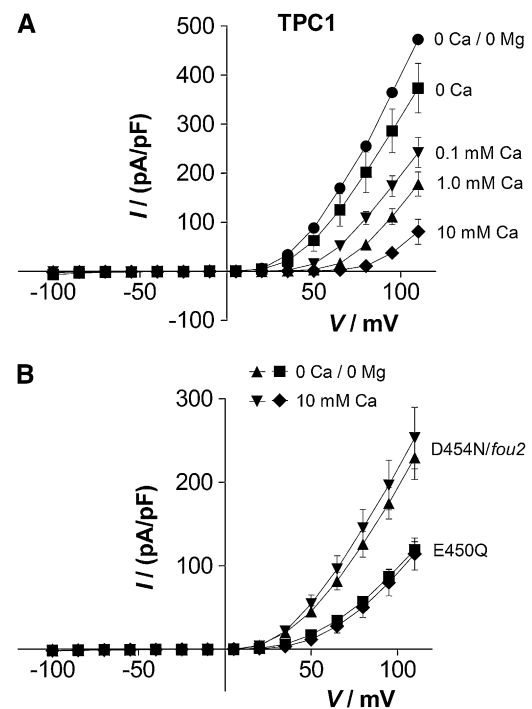 A
TPC1
500
400
300
200
100
-100
-100
-50
50
100
I / (pA/pF)
V / mV
0 Ca / 0 Mg
0 Ca
0.1 mM Ca
1.0 mM Ca
10 mM Ca
B
0 Ca / 0 Mg
10 mM Ca
300
200
100
-100
-50
50
100
I / (pA/pF)
V / mV
D454N/fou2
E450Q